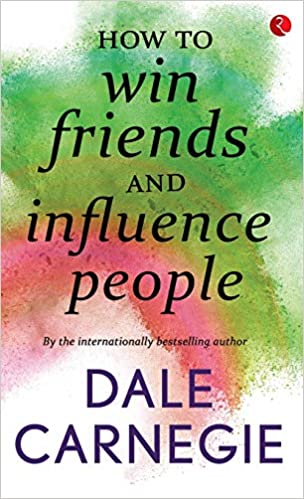 HOW TO
win
friends
AND
influence
people
By the internationally bestselling author
DALE
CARNEGIE